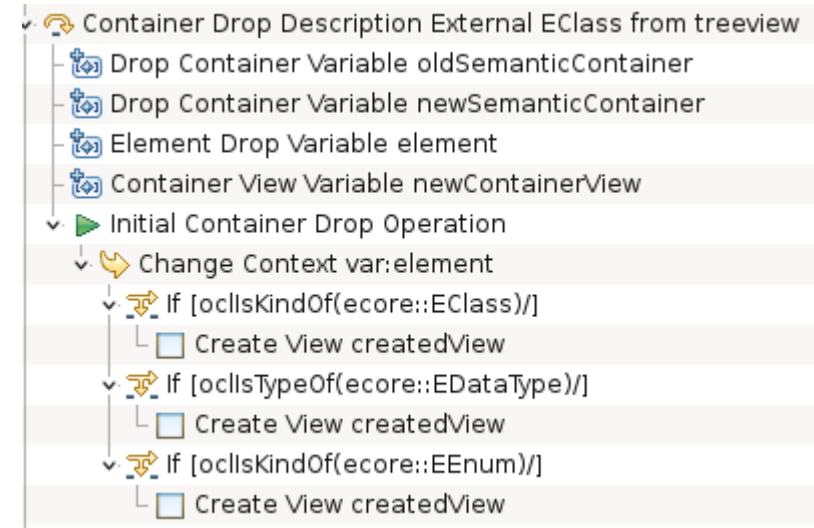 Container Drop Description External EClass from treeview
Drop Container Variable oldSemanticContainer
Drop Container Variable newSemanticContainer
Element Drop Variable element
Container View Variable newContainerView
Initial Container Drop Operation
Change Context var:element
If [oclIsKindOf(ecore::EClass)/]
Create View createdView
If [oclIsTypeOf(ecore::EDataType)/]
Create View createdView
If [oclIsKindOf(ecore::EEnum)/]
Create View createdView